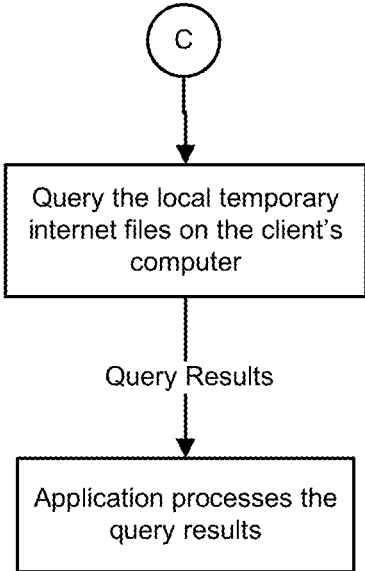 C
Query the local temporary
internet files on the client's
computer
Query Results
Application processes the
query results